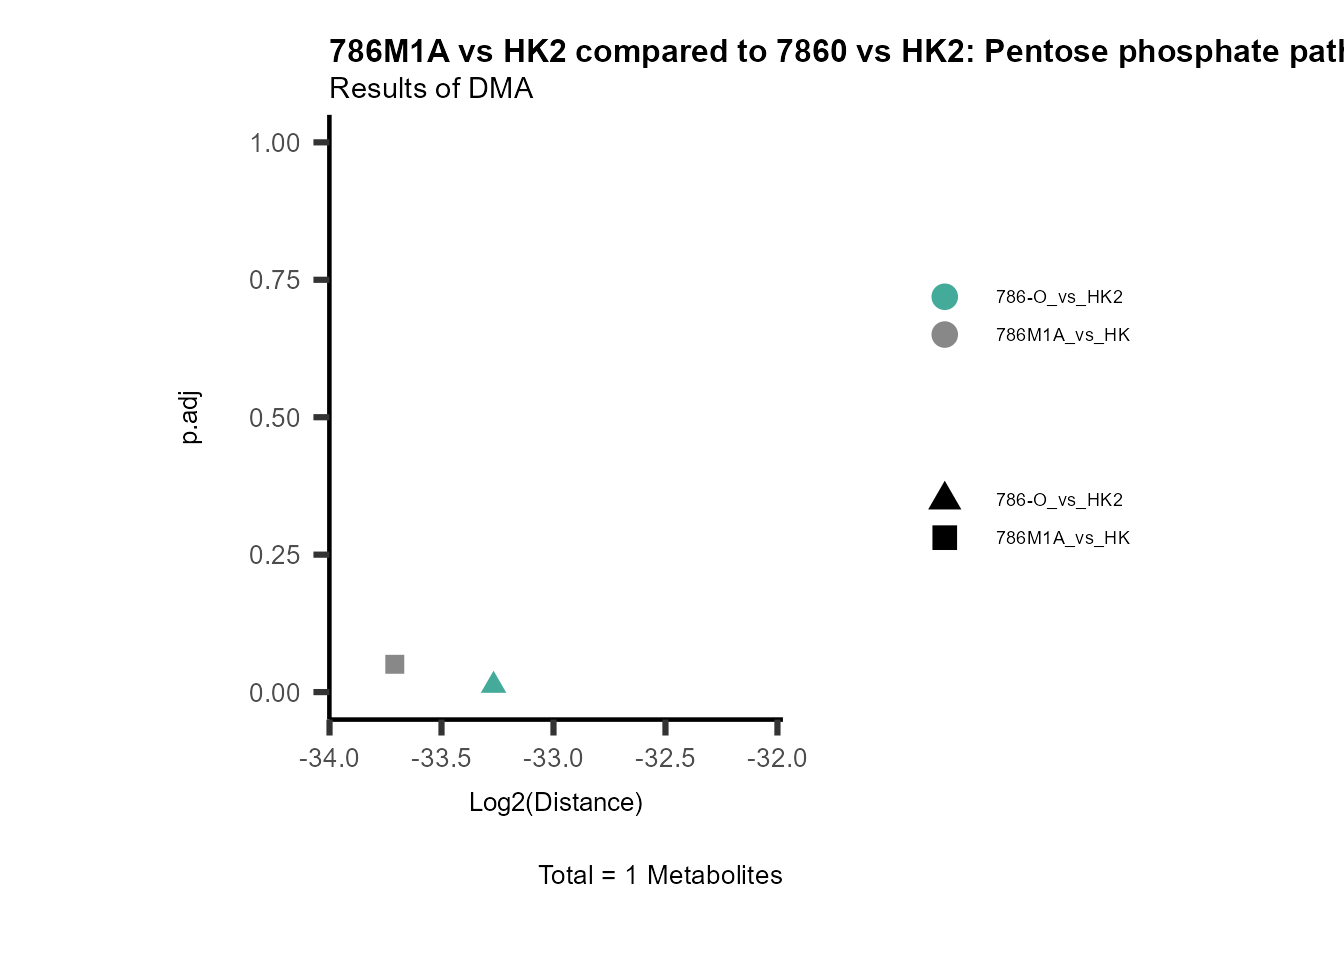 786M1A vs HK2 compared to 7860 vs HK2: Pentose phosphate path
Results of DMA
1.00
0.75
0.50
0.25
0.00
p.adj
-34.0 -33.5 -33.0 -32.5 -32.0
Log2(Distance)
786-O_vs_HK2
786M1A_vs_HK
786-O_vs_HK2
786M1A_vs_HK
Total = 1 Metabolites